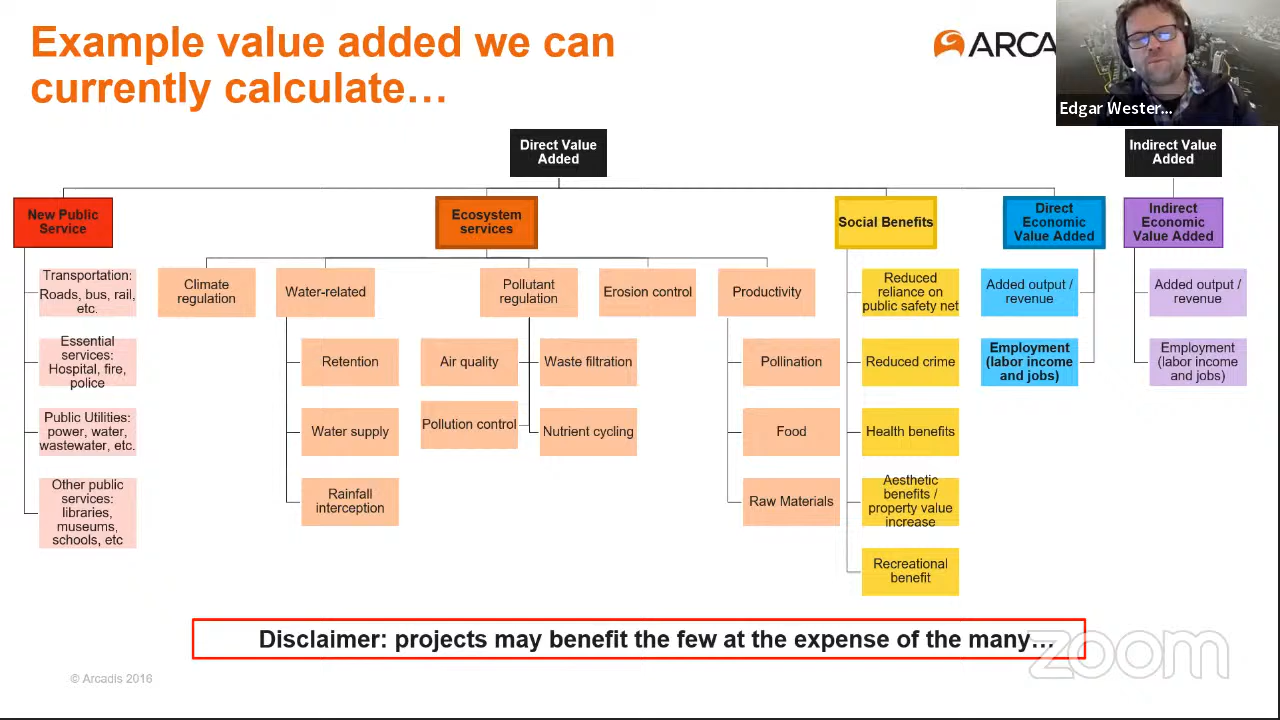 Example value added we can
currently calculate…
ARCA
Edgar Wester...
Direct Value
Added
Indirect Value
Added
New Public
Service
Ecosystem
services
Social Benefits
Direct
Economic
Value Added
Indirect
Economic
Value Added
Transportation:
Roads, bus, rail,
etc.
Essential
services:
Hospital, fire,
police
Public Utilities:
power, water,
wastewater, etc.
Other public
services:
libraries,
museums,
schools, etc
Climate
regulation
Water-related
Retention
Water supply
Rainfall
interception
Pollutant
regulation
Air quality
Waste filtration
Pollution control
Nutrient cycling
Erosion control
Productivity
Pollination
Food
Raw Materials
Reduced
reliance on
public safety net
Reduced crime
Health benefits
Aesthetic
benefits /
property value
increase
Recreational
benefit
Added output /
revenue
Employment
(labor income
and jobs)
Added output /
revenue
Employment
(labor income
and jobs)
Disclaimer: projects may benefit the few at the expense of the many…
zoom
© Arcadis 2016